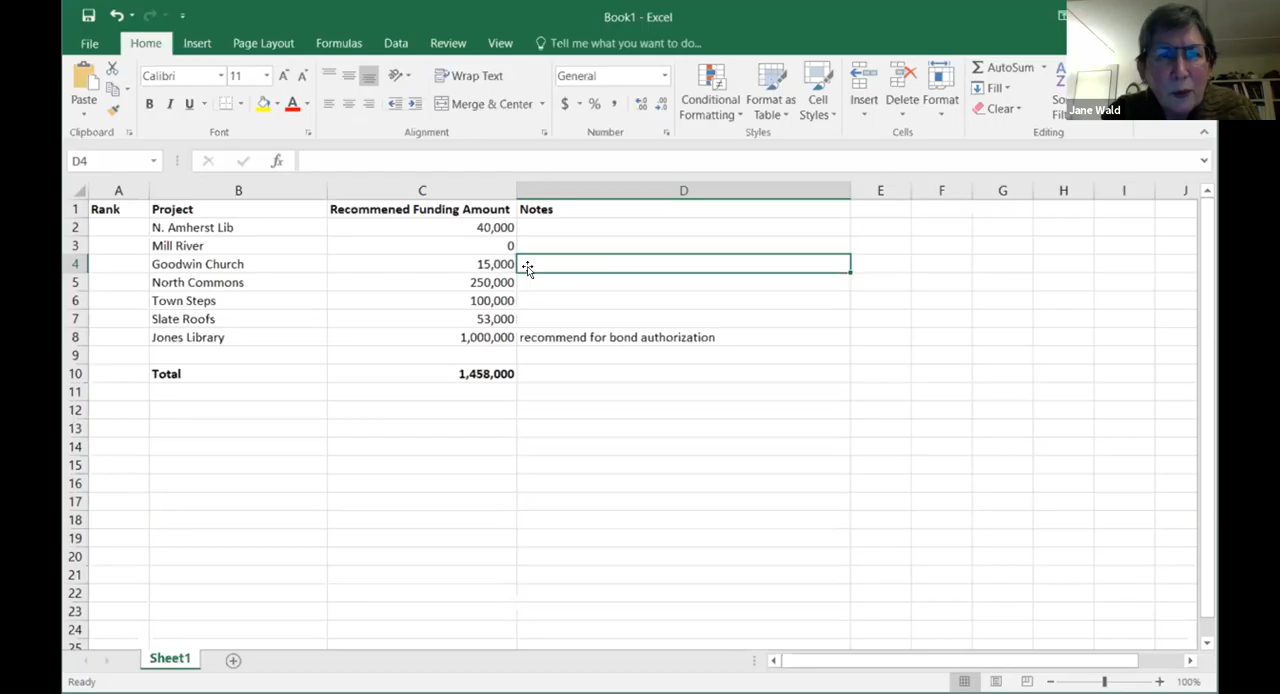 Book1 - Excel
File Home Insert Page Layout Formulas Data Review View Tell me what you want to do...
Calibri 11 A A Wrap Text General Conditional Formatting Format as Table Cell Styles Insert Delete Format AutoSum Fill Clear
Paste B I U A Merge & Center $ %
Clipboard Font Alignment Number Styles Cells Editing
Jane Wald
D4 fx
A B C D E F G H I J
1 Rank Project Recommened Funding Amount Notes
2 N. Amherst Lib 40,000
3 Mill River 0
4 Goodwin Church 15,000
5 North Commons 250,000
6 Town Steps 100,000
7 Slate Roofs 53,000
8 Jones Library 1,000,000 recommend for bond authorization
9
10 Total 1,458,000
11
12
13
14
15
16
17
18
19
20
21
22
23
24
25
Sheet1
Ready 100%